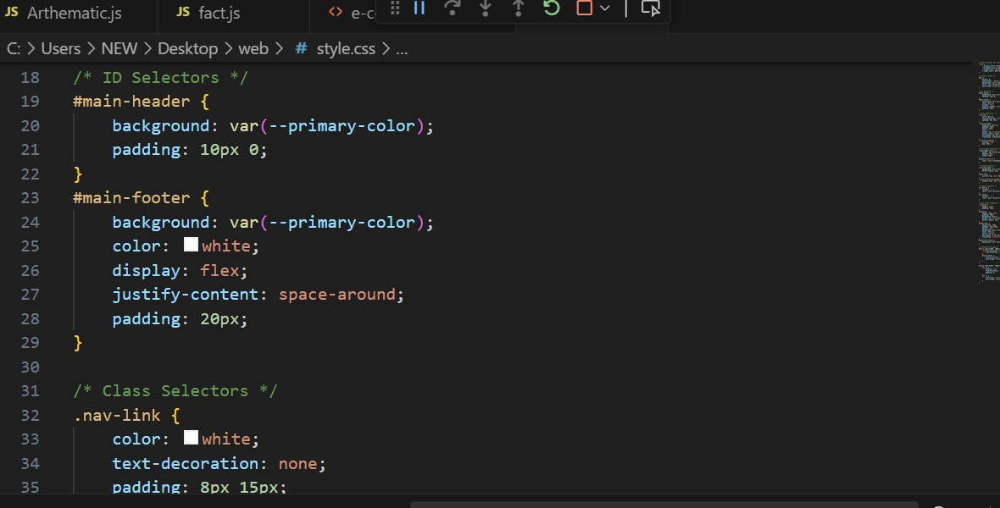 JS Arthematic.js JS fact.js <> e-c
C: > Users > NEW > Desktop > web > # style.css > ...
18 /* ID Selectors */
19 #main-header {
20 background: var(--primary-color);
21 padding: 10px 0;
22 }
23 #main-footer {
24 background: var(--primary-color);
25 color: white;
26 display: flex;
27 justify-content: space-around;
28 padding: 20px;
29 }
30
31 /* Class Selectors */
32 .nav-link {
33 color: white;
34 text-decoration: none;
35 padding: 8px 15px;